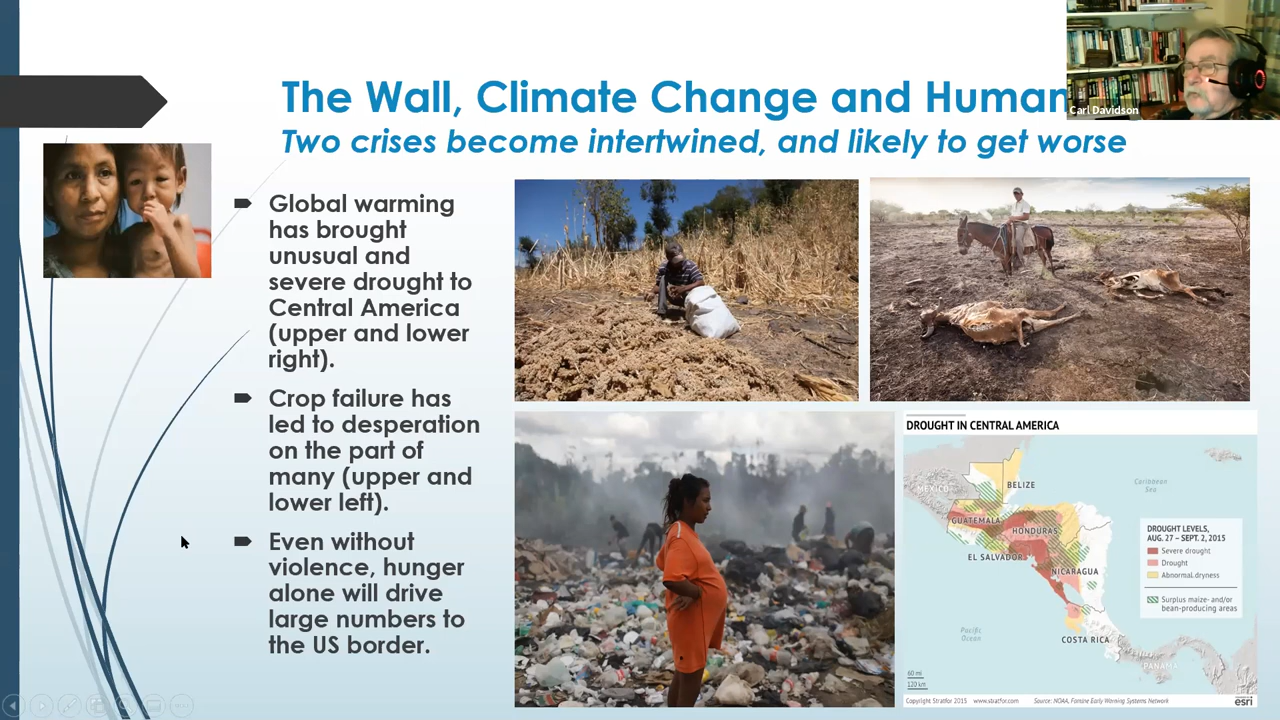 The Wall, Climate Change and Human
Two crises become intertwined, and likely to get worse
Carl Davidson
Global warming
has brought
unusual and
severe drought to
Central America
(upper and lower
right).
Crop failure has
led to desperation
on the part of
many (upper and
lower left).
Even without
violence, hunger
alone will drive
large numbers to
the US border.
DROUGHT IN CENTRAL AMERICA
MEXICO
BELIZE
Caribbean
Sea
GUATEMALA
HONDURAS
EL SALVADOR
NICARAGUA
COSTA RICA
PANAMA
Pacific
Ocean
DROUGHT LEVELS,
AUG. 27 – SEPT. 2, 2015
Severe drought
Drought
Abnormal dryness
Surplus maize- and/or
bean-producing areas
60 mi
120 km
Copyright Stratfor 2015 www.stratfor.com Source: NOAA, Famine Early Warning Systems Network
esri